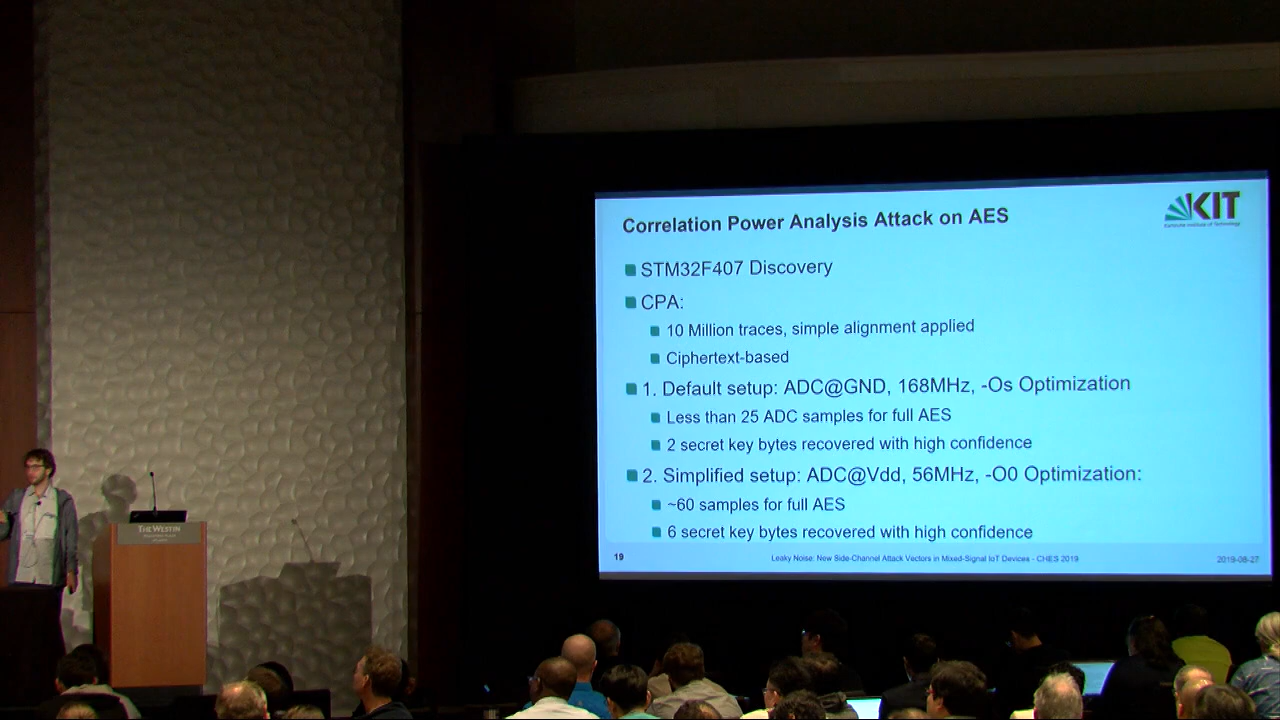 Correlation Power Analysis Attack on AES
KIT
Karlsruhe Institute of Technology
STM32F407 Discovery
CPA:
10 Million traces, simple alignment applied
Ciphertext-based
1. Default setup: ADC@GND, 168MHz, -Os Optimization
Less than 25 ADC samples for full AES
2 secret key bytes recovered with high confidence
2. Simplified setup: ADC@Vdd, 56MHz, -O0 Optimization:
~60 samples for full AES
6 secret key bytes recovered with high confidence
19
Leaky Noise: New Side-Channel Attack Vectors in Mixed-Signal IoT Devices - CHES 2019
2019-08-27
THE WESTIN